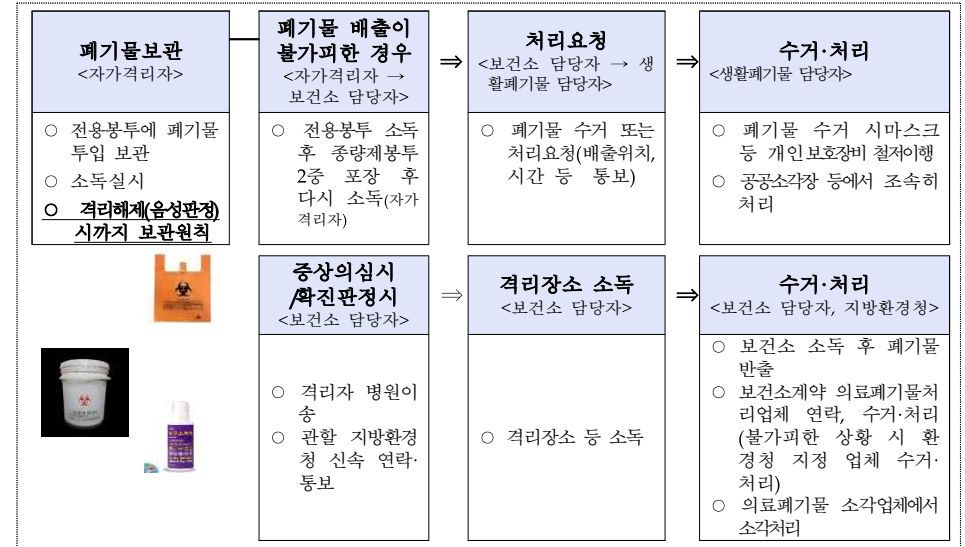 폐기물보관
<자가격리자>
○ 전용봉투에 폐기물
투입 보관
○ 소독실시
○ 격리해제(음성판정)
시까지 보관원칙
폐기물 배출이
불가피한 경우
<자가격리자 →
보건소 담당자>
○ 전용봉투 소독
후 종량제봉투
2중 포장 후
다시 소독(자가
격리자)
⇒
처리요청
<보건소 담당자 → 생
활폐기물 담당자>
○ 폐기물 수거 또는
처리요청(배출위치,
시간 등 통보)
⇒
수거·처리
<생활폐기물 담당자>
○ 폐기물 수거 시마스크
등 개인보호장비 철저이행
○ 공공소각장 등에서 조속히
처리
증상의심시
/확진판정시
<보건소 담당자>
○ 격리자 병원이
송
○ 관할 지방환경
청 신속 연락·
통보
⇒
격리장소 소독
<보건소 담당자>
○ 격리장소 등 소독
⇒
수거·처리
<보건소 담당자, 지방환경청>
○ 보건소 소독 후 폐기물
반출
○ 보건소계약 의료폐기물처
리업체 연락, 수거·처리
(불가피한 상황 시 환
경청 지정 업체 수거·
처리)
○ 의료폐기물 소각업체에서
소각처리